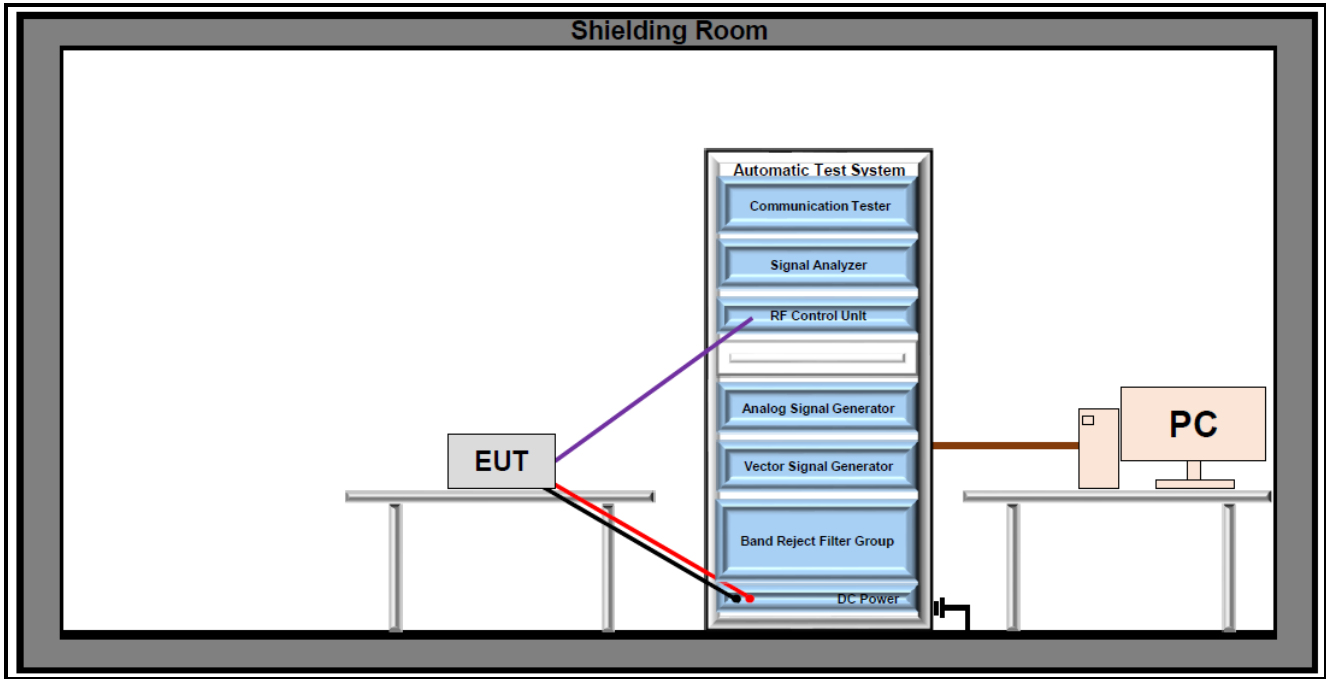 Shielding Room
Automatic Test System
Communication Tester
Signal Analyzer
RF Control Unit
Analog Signal Generator
Vector Signal Generator
Band Reject Filter Group
DC Power
EUT
PC